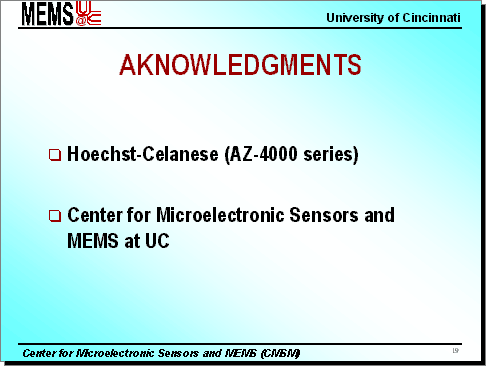 MEMS UC @
University of Cincinnati
AKNOWLEDGMENTS
Hoechst-Celanese (AZ-4000 series)
Center for Microelectronic Sensors and
MEMS at UC
Center for Microelectronic Sensors and MEMS (CMSM)
19